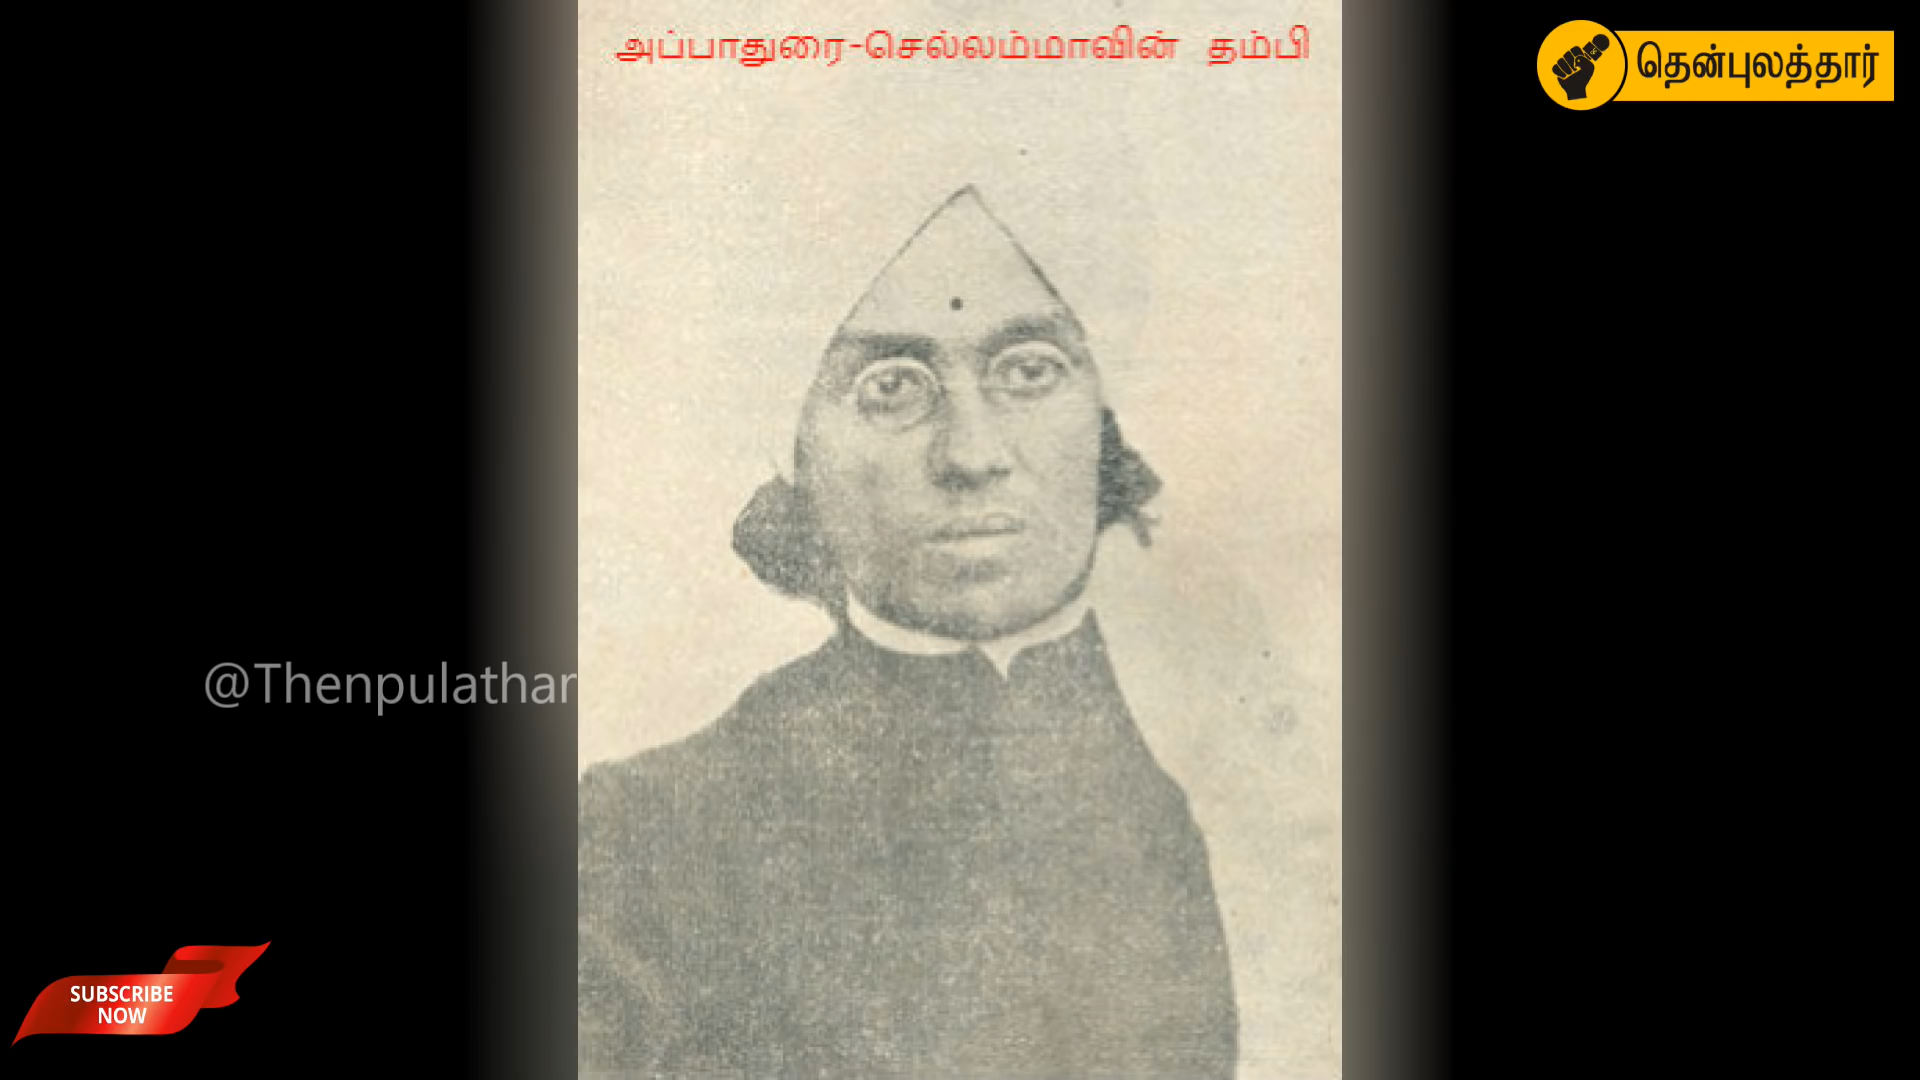 அப்பாதுரை-செல்லம்மாவின் தம்பி
தென்புலத்தார்
@Thenpulathar
SUBSCRIBE
NOW